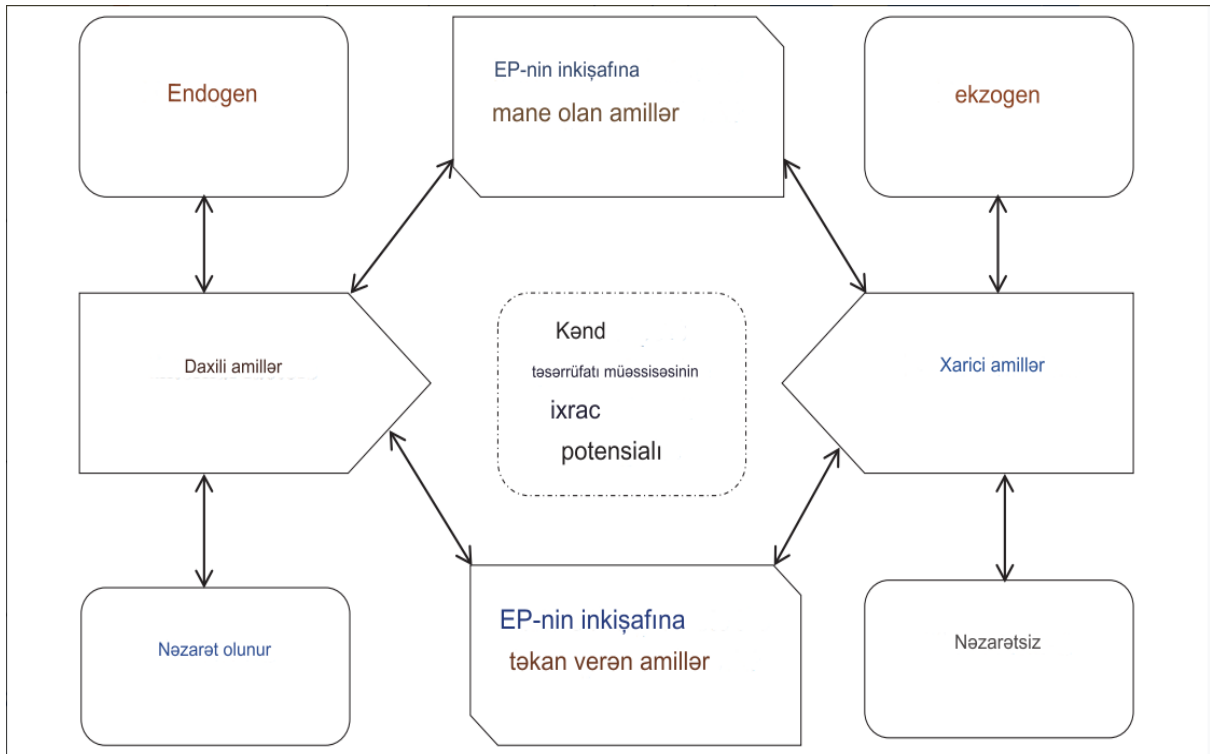 Endogen
EP-nin inkişafına
mane olan amillər
ekzogen
Daxili amillər
Kənd
təsərrüfatı müəssisəsinin
ixrac
potensialı
Xarici amillər
Nəzarət olunur
EP-nin inkişafına
təkan verən amillər
Nəzarətsiz